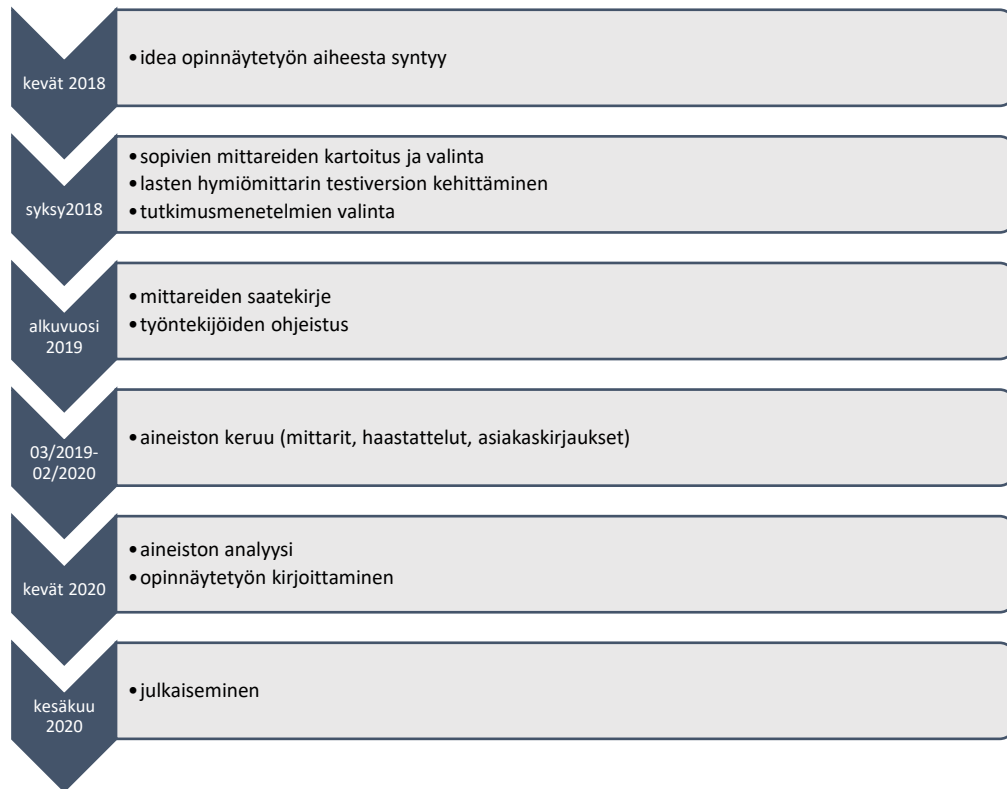 kevät 2018
•idea opinnäytetyön aiheesta syntyy
syksy2018
•sopivien mittareiden kartoitus ja valinta
•lasten hymiömittarin testiversion kehittäminen
•tutkimusmenetelmien valinta
alkuvuosi
2019
•mittareiden saatekirje
•työntekijöiden ohjeistus
03/2019-
02/2020
•aineiston keruu (mittarit, haastattelut, asiakaskirjaukset)
kevät 2020
•aineiston analyysi
•opinnäytetyön kirjoittaminen
kesäkuu
2020
•julkaiseminen